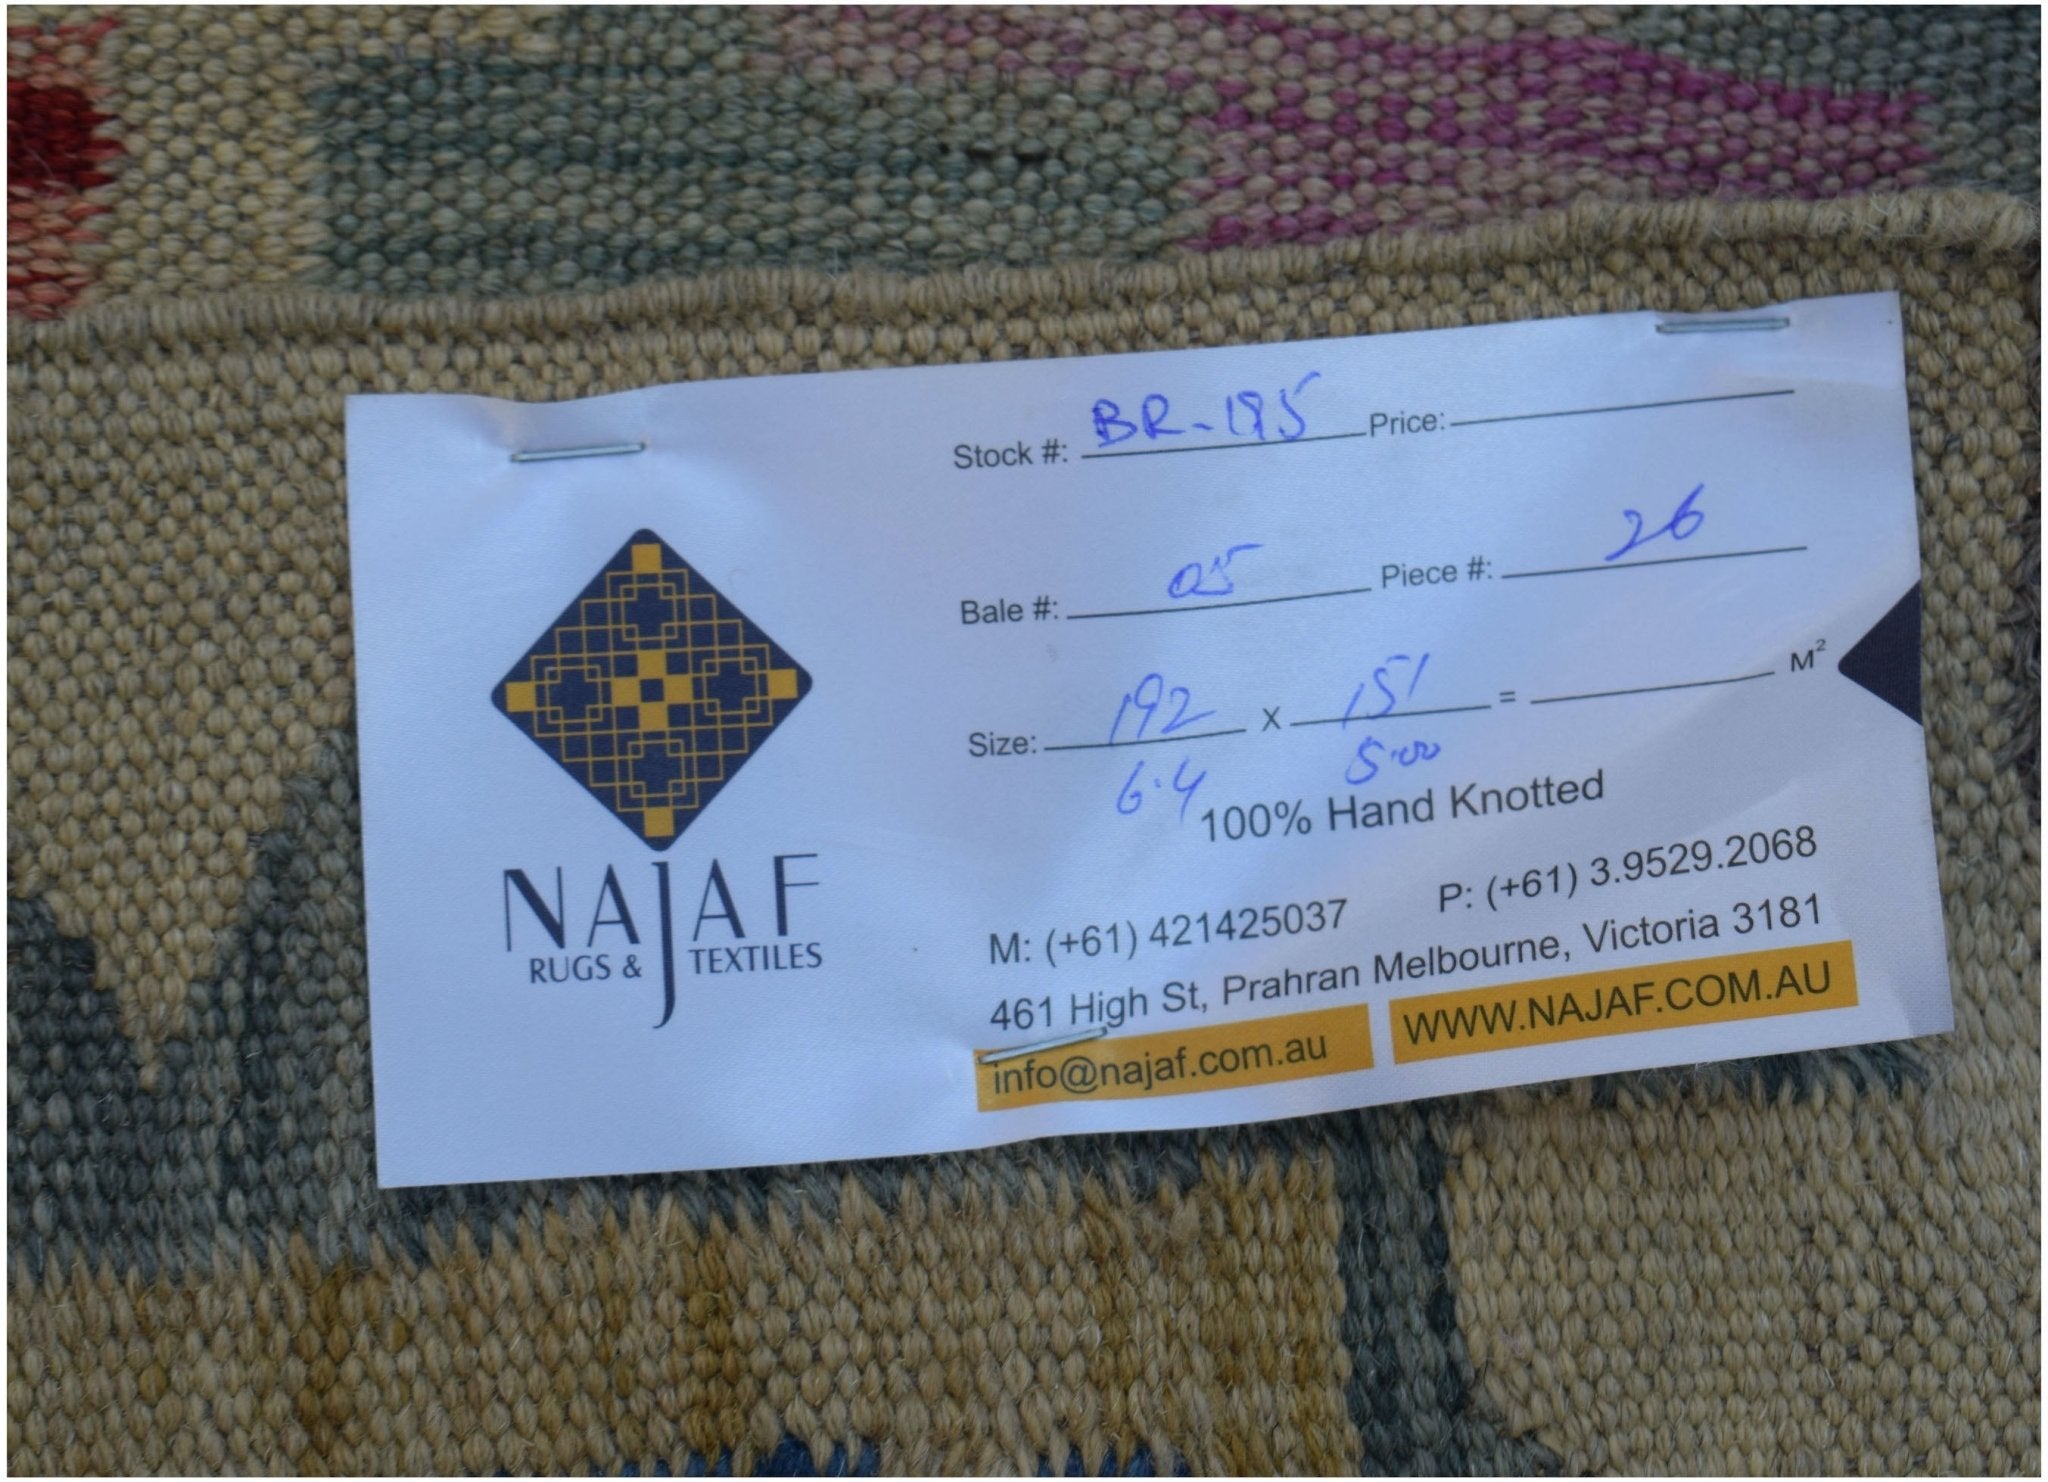 Stock #: BR-195 Price:
Bale #: 05 Piece #: 26
Size: 192 x 151 = M²
6.4 5.00
100% Hand Knotted
M: (+61) 421425037 P: (+61) 3.9529.2068
461 High St, Prahran Melbourne, Victoria 3181
info@najaf.com.au WWW.NAJAF.COM.AU
NAJAF
RUGS & TEXTILES